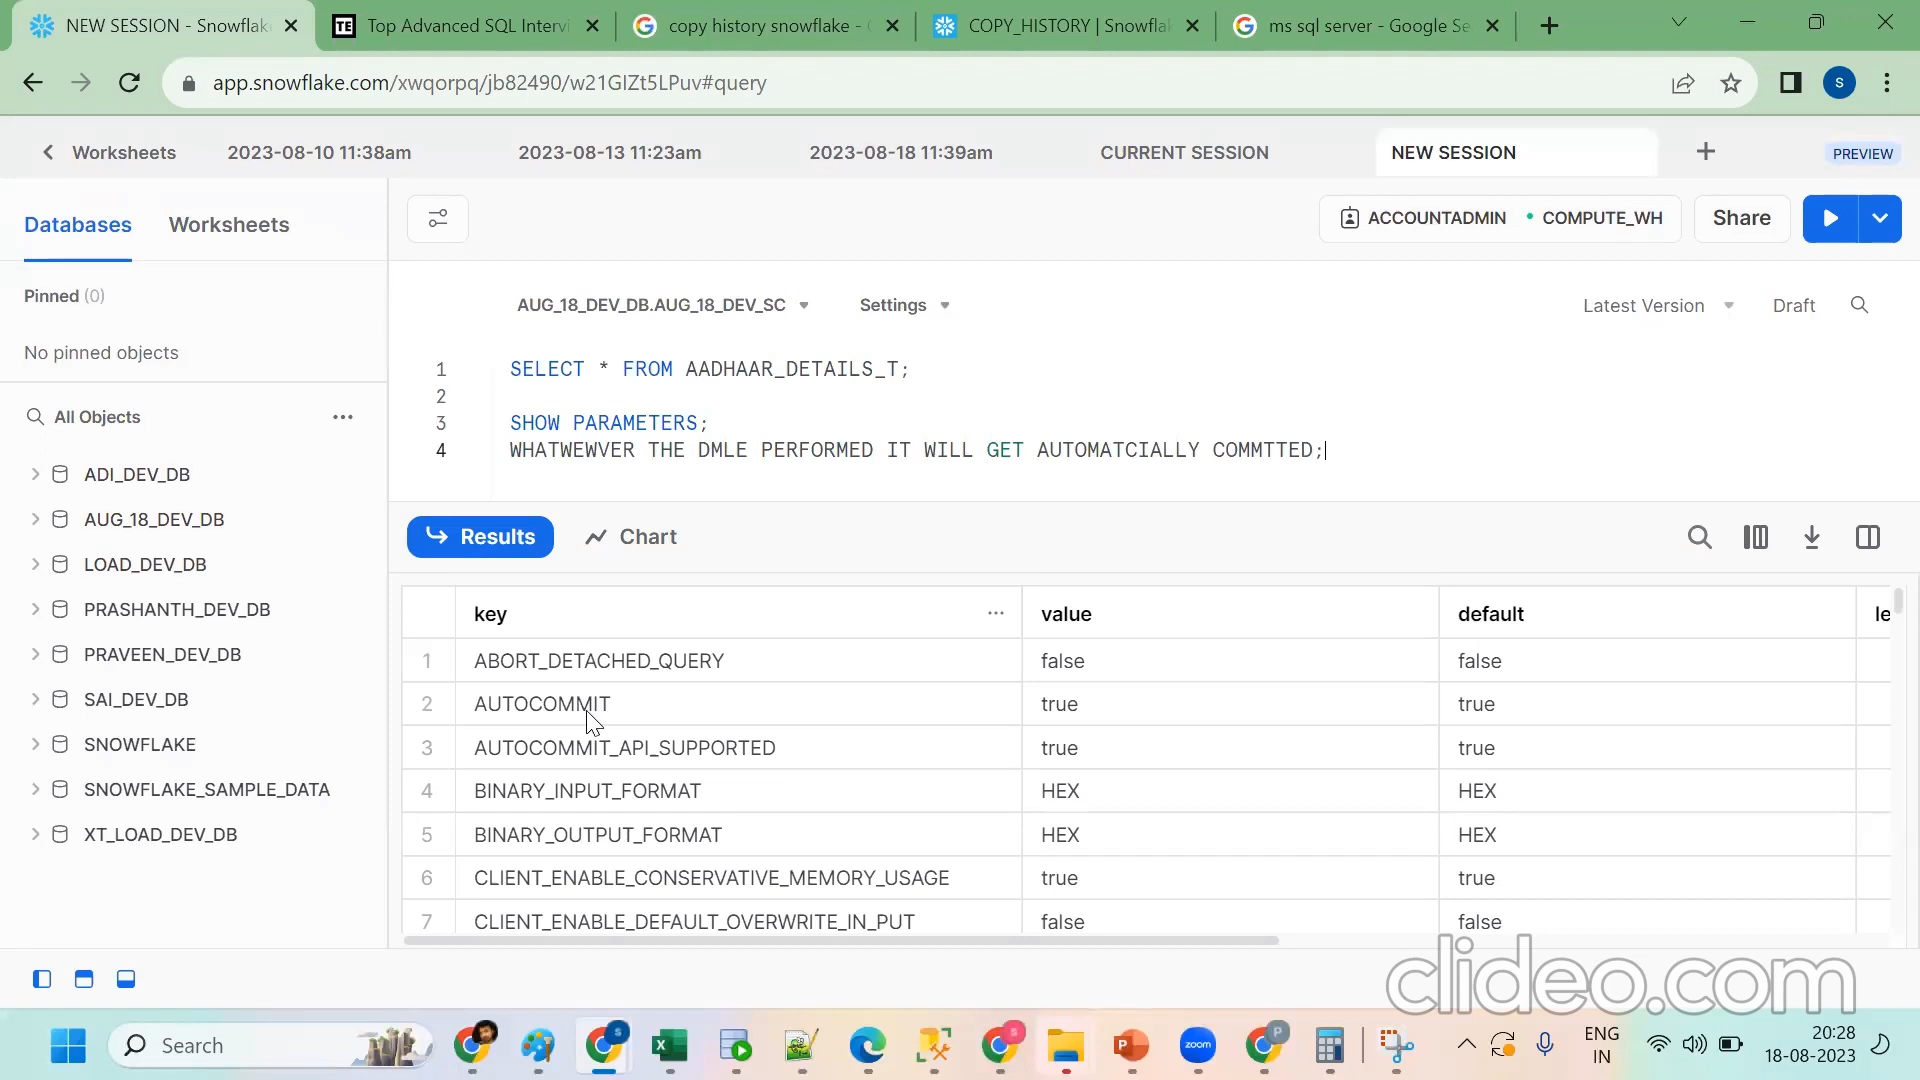 NEW SESSION - Snowflak
Top Advanced SQL Intervi
copy history snowflake -
COPY_HISTORY | Snowflak
ms sql server - Google Se
app.snowflake.com/xwqorpq/jb82490/w21GIZt5LPuv#query
S
Worksheets
2023-08-10 11:38am
2023-08-13 11:23am
2023-08-18 11:39am
CURRENT SESSION
NEW SESSION
PREVIEW
Databases
Worksheets
ACCOUNTADMIN
COMPUTE_WH
Share
Pinned (0)
No pinned objects
All Objects
ADI_DEV_DB
AUG_18_DEV_DB
LOAD_DEV_DB
PRASHANTH_DEV_DB
PRAVEEN_DEV_DB
SAI_DEV_DB
SNOWFLAKE
SNOWFLAKE_SAMPLE_DATA
XT_LOAD_DEV_DB
AUG_18_DEV_DB.AUG_18_DEV_SC
Settings
Latest Version
Draft
1 SELECT * FROM AADHAAR_DETAILS_T;
2
3 SHOW PARAMETERS;
4 WHATWEWVER THE DMLE PERFORMED IT WILL GET AUTOMATCIALLY COMMTTED;
Results
Chart
key value default le
1 ABORT_DETACHED_QUERY false false
2 AUTOCOMMIT true true
3 AUTOCOMMIT_API_SUPPORTED true true
4 BINARY_INPUT_FORMAT HEX HEX
5 BINARY_OUTPUT_FORMAT HEX HEX
6 CLIENT_ENABLE_CONSERVATIVE_MEMORY_USAGE true true
7 CLIENT_ENABLE_DEFAULT_OVERWRITE_IN_PUT false false
clideo.com
Search
zoom
ENG
IN
20:28
18-08-2023